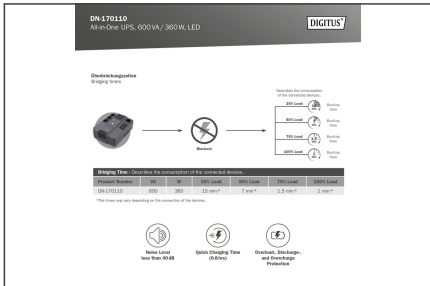 DN-170110
All-in-One UPS, 600 VA / 360 W, LED
DIGITUS®
Überbrückungszeiten
Bridging times
Describes the consumption
of the connected devices.
25% Load
Backup
time
50% Load
Backup
time
75% Load
Backup
time
100% Load
Backup
time
Blackout
Bridging Time - Describes the consumption of the connected devices.
Product Number VA W 25% Load 50% Load 75% Load 100% Load
DN-170110 600 360 15 min * 7 min * 1.5 min * 1 min *
*The times may vary depending on the connection of the devices.
Noise Level
less than 40 dB
Quick Charging Time
(6-8 hrs)
Overload-, Discharge-,
and Overcharge
Protection